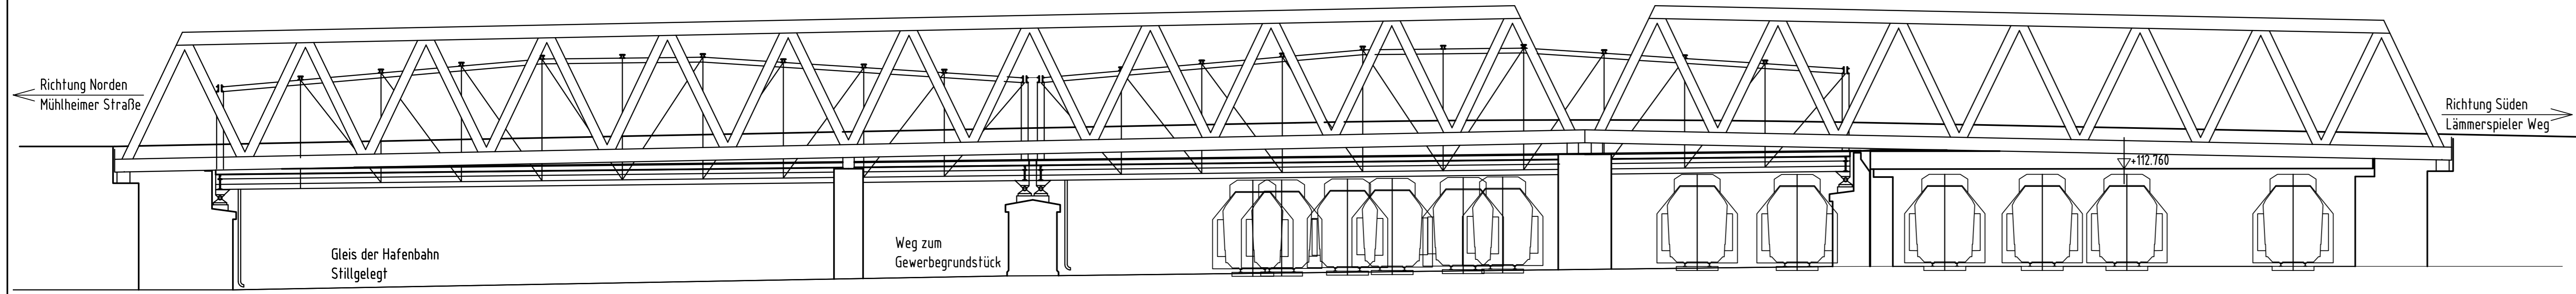 Richtung Norden
Mühlheimer Straße
Richtung Süden
Lämmerspieler Weg
+112.760
Gleis der Hafenbahn
Stillgelegt
Weg zum
Gewerbegrundstück